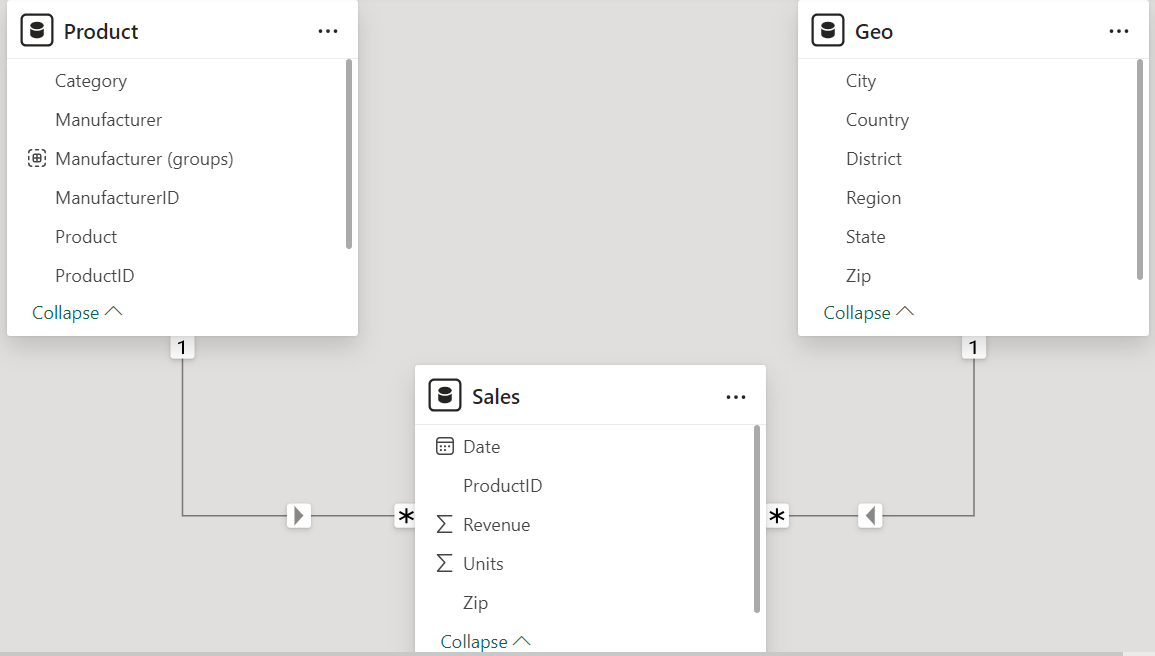 Product
Category
Manufacturer
Manufacturer (groups)
ManufacturerID
Product
ProductID
Collapse
1
Geo
City
Country
District
Region
State
Zip
Collapse
1
Sales
Date
ProductID
Revenue
Units
Zip
Collapse
*
*